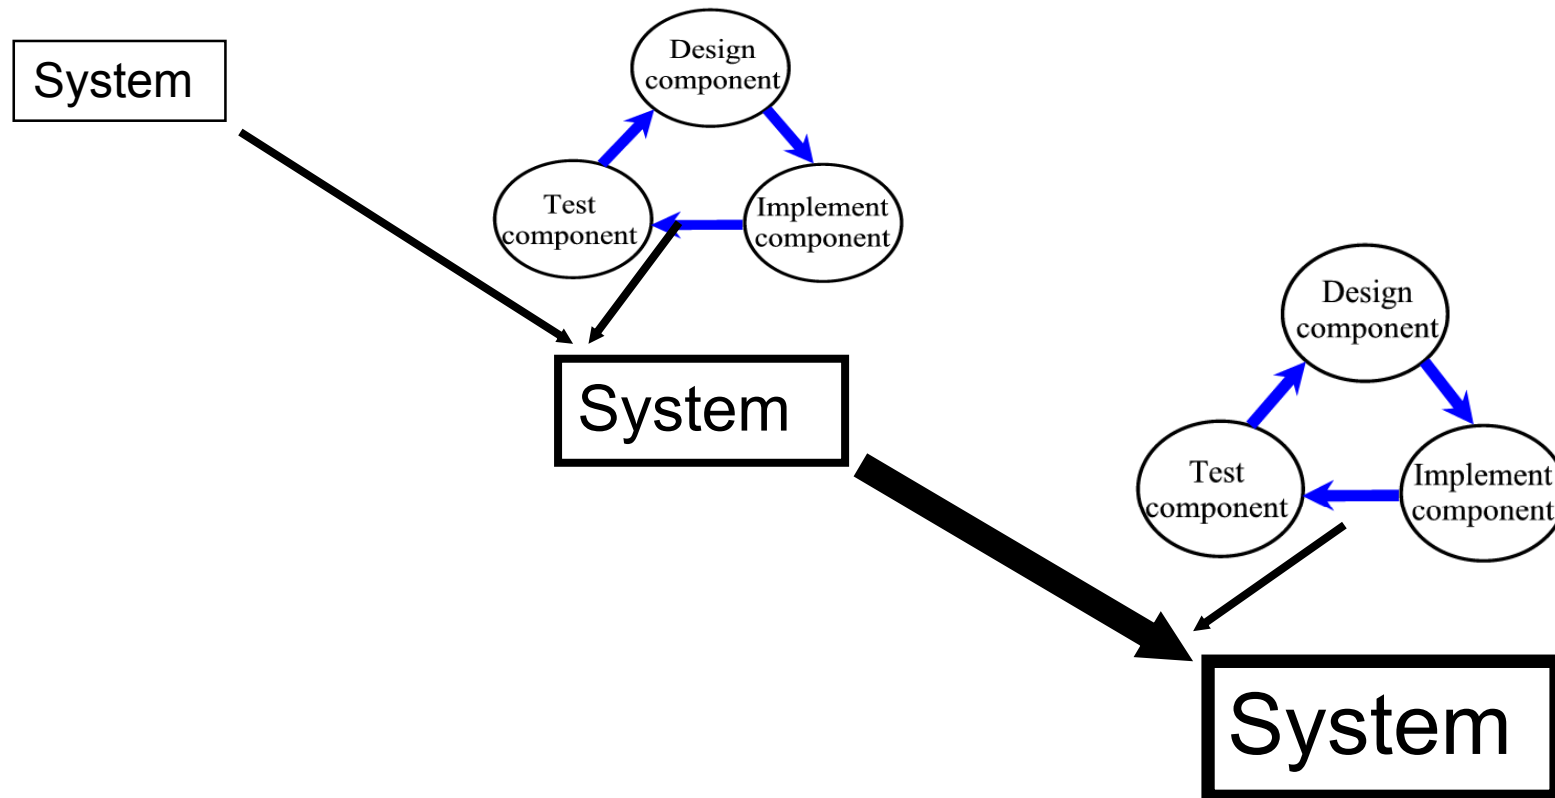 System
Design
component
Test
component
Implement
component
System
Design
component
Test
component
Implement
component
System